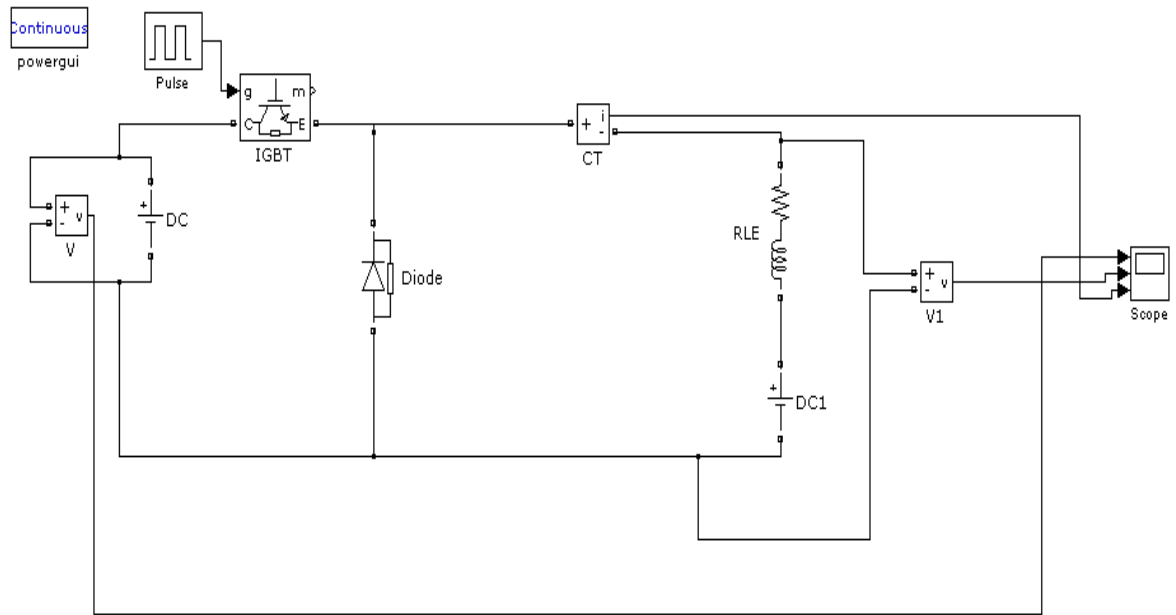 Continuous
powergui
Pulse
g
m
C
E
IGBT
+
i
-
CT
+
-
v
V
+
DC
Diode
RLE
+
-
v
V1
Scope
+
DC1